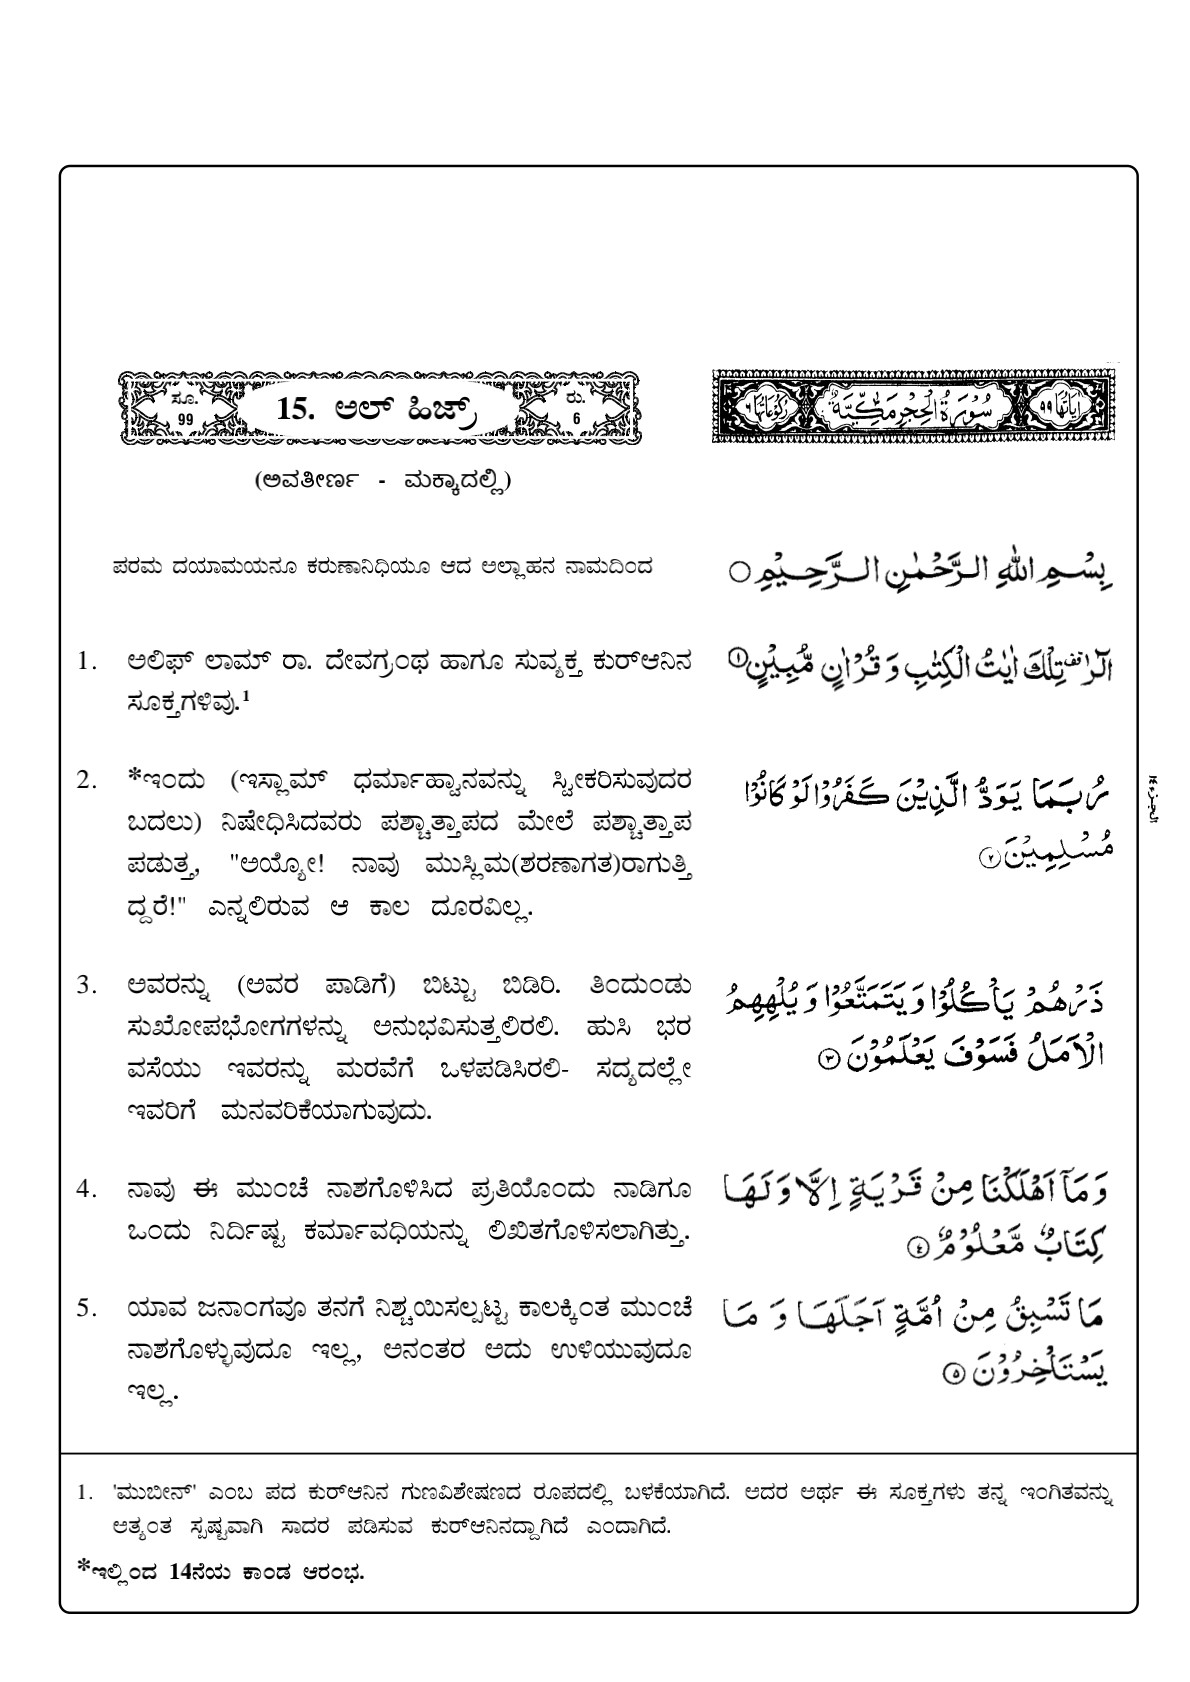 ಸೂ.
99
15. ಅಲ್ ಹಿಜ್ರ್
ರು.
6
اٰيَاتُهَا ٩٩
سُوۡرَةُ الۡحِجۡرِ مَكِّيَّةٌ
رُكُوۡعَاتُهَا ٦
(ಅವತೀರ್ಣ - ಮಕ್ಕಾದಲ್ಲಿ)
ಪರಮ ದಯಾಮಯನೂ ಕರುಣಾನಿಧಿಯೂ ಆದ ಅಲ್ಲಾಹನ ನಾಮದಿಂದ
بِسۡمِ اللهِ الرَّحۡمٰنِ الرَّحِيۡمِ ○
1. ಅಲಿಫ್ ಲಾಮ್ ರಾ. ದೇವಗ್ರಂಥ ಹಾಗೂ ಸುವ್ಯಕ್ತ ಕುರ್‌ಆನಿನ
ಸೂಕ್ತಗಳಿವು.¹
الٓرٰ تِلۡكَ اٰيٰتُ الۡكِتٰبِ وَ قُرۡاٰنٍ مُّبِيۡنٍ ①
2. *ಇಂದು (ಇಸ್ಲಾಮ್ ಧರ್ಮಾಹ್ವಾನವನ್ನು ಸ್ವೀಕರಿಸುವುದರ
ಬದಲು) ನಿಷೇಧಿಸಿದವರು ಪಶ್ಚಾತ್ತಾಪದ ಮೇಲೆ ಪಶ್ಚಾತ್ತಾಪ
ಪಡುತ್ತ, "ಅಯ್ಯೋ! ನಾವು ಮುಸ್ಲಿಮ(ಶರಣಾಗತ)ರಾಗುತ್ತಿ
ದ್ದರೆ!" ಎನ್ನಲಿರುವ ಆ ಕಾಲ ದೂರವಿಲ್ಲ.
رُبَمَا يَوَدُّ الَّذِيۡنَ كَفَرُوۡا لَوۡ كَانُوۡا
مُسۡلِمِيۡنَ ②
الجزء ١٤
3. ಅವರನ್ನು (ಅವರ ಪಾಡಿಗೆ) ಬಿಟ್ಟು ಬಿಡಿರಿ. ತಿಂದುಂಡು
ಸುಖೋಪಭೋಗಗಳನ್ನು ಅನುಭವಿಸುತ್ತಲಿರಲಿ. ಹುಸಿ ಭರ
ವಸೆಯು ಇವರನ್ನು ಮರವೆಗೆ ಒಳಪಡಿಸಿರಲಿ- ಸದ್ಯದಲ್ಲೇ
ಇವರಿಗೆ ಮನವರಿಕೆಯಾಗುವುದು.
ذَرۡهُمۡ يَاۡكُلُوۡا وَ يَتَمَتَّعُوۡا وَ يُلۡهِهِمُ
الۡاَمَلُ فَسَوۡفَ يَعۡلَمُوۡنَ ③
4. ನಾವು ಈ ಮುಂಚೆ ನಾಶಗೊಳಿಸಿದ ಪ್ರತಿಯೊಂದು ನಾಡಿಗೂ
ಒಂದು ನಿರ್ದಿಷ್ಟ ಕರ್ಮಾವಧಿಯನ್ನು ಲಿಖಿತಗೊಳಿಸಲಾಗಿತ್ತು.
وَ مَاۤ اَهۡلَكۡنَا مِنۡ قَرۡيَةٍ اِلَّا وَ لَهَا
كِتَابٌ مَّعۡلُوۡمٌ ④
5. ಯಾವ ಜನಾಂಗವೂ ತನಗೆ ನಿಶ್ಚಯಿಸಲ್ಪಟ್ಟ ಕಾಲಕ್ಕಿಂತ ಮುಂಚೆ
ನಾಶಗೊಳ್ಳುವುದೂ ಇಲ್ಲ, ಅನಂತರ ಅದು ಉಳಿಯುವುದೂ
ಇಲ್ಲ.
مَا تَسۡبِقُ مِنۡ اُمَّةٍ اَجَلَهَا وَ مَا
يَسۡتَاۡخِرُوۡنَ ⑤
1. 'ಮುಬೀನ್' ಎಂಬ ಪದ ಕುರ್‌ಆನಿನ ಗುಣವಿಶೇಷಣದ ರೂಪದಲ್ಲಿ ಬಳಕೆಯಾಗಿದೆ. ಅದರ ಅರ್ಥ ಈ ಸೂಕ್ತಗಳು ತನ್ನ ಇಂಗಿತವನ್ನು
ಅತ್ಯಂತ ಸ್ಪಷ್ಟವಾಗಿ ಸಾದರ ಪಡಿಸುವ ಕುರ್‌ಆನಿನದ್ದಾಗಿದೆ ಎಂದಾಗಿದೆ.
*ಇಲ್ಲಿಂದ 14ನೆಯ ಕಾಂಡ ಆರಂಭ.